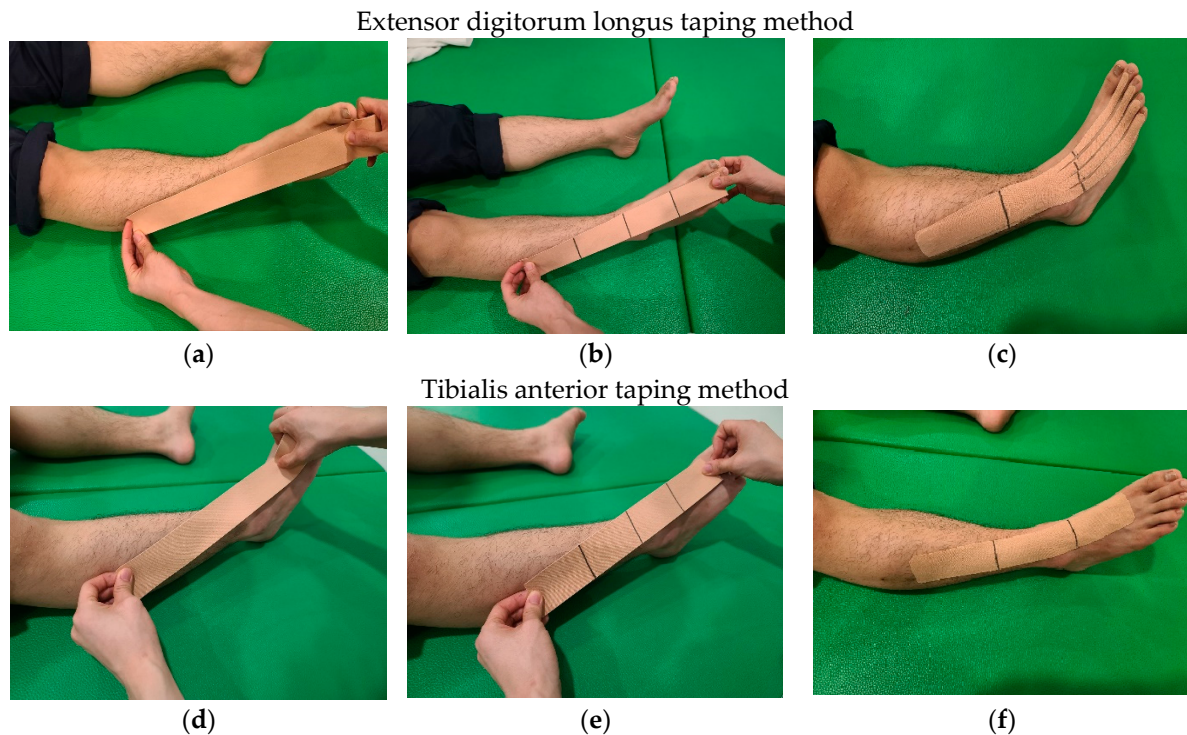 Extensor digitorum longus taping method
(a) (b) (c)
Tibialis anterior taping method
(d) (e) (f)